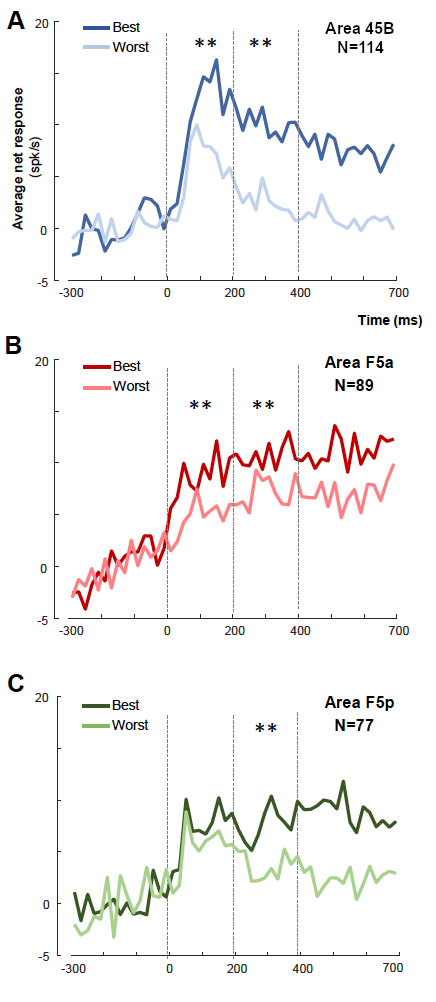 A
20
Best
Worst
**
**
Area 45B
N=114
Average net response
(spk/s)
0
-5
-300
0
200
400
700
Time (ms)
B
20
Best
Worst
**
**
Area F5a
N=89
0
-5
-300
0
200
400
700
C
20
Best
Worst
**
Area F5p
N=77
0
-5
-300
0
200
400
700